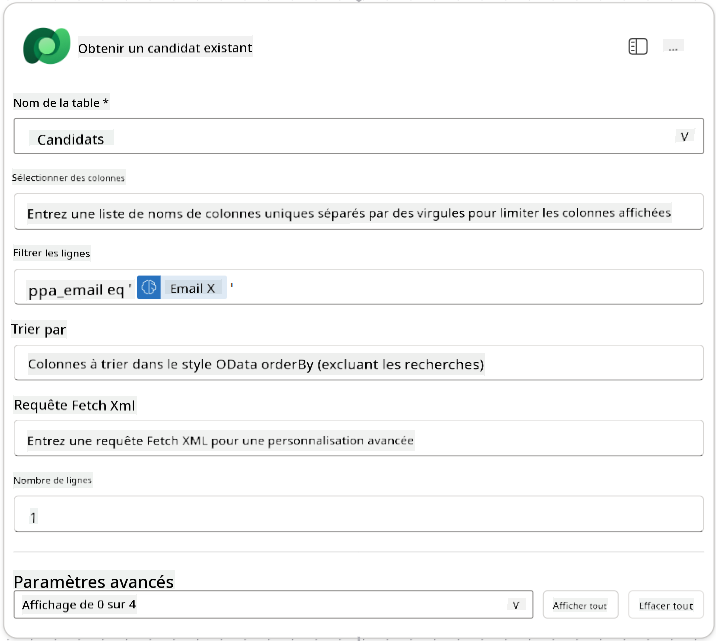 Obtenir un candidat existant
...
Nom de la table *
Candidats
Sélectionner des colonnes
Entrez une liste de noms de colonnes uniques séparés par des virgules pour limiter les colonnes affichées
Filtrer les lignes
ppa_email eq ' Email X '
Trier par
Colonnes à trier dans le style OData orderBy (excluant les recherches)
Requête Fetch Xml
Entrez une requête Fetch XML pour une personnalisation avancée
Nombre de lignes
1
Paramètres avancés
Affichage de 0 sur 4 V Afficher tout Effacer tout